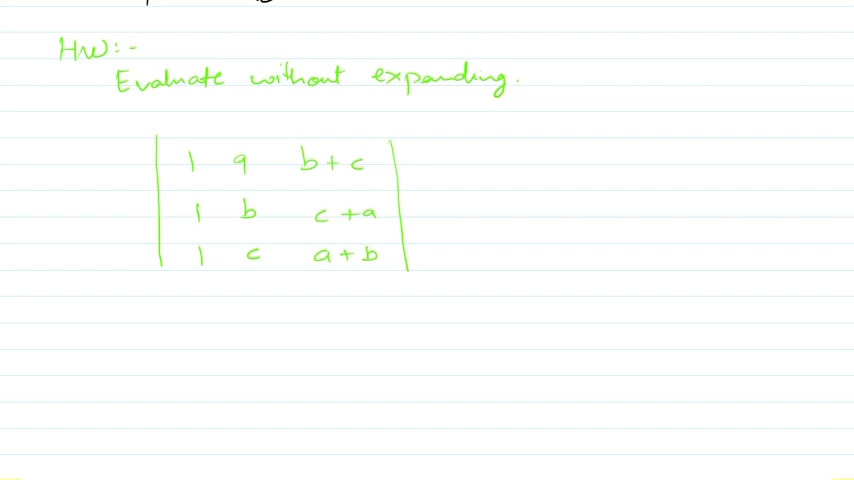 HW:-
Evaluate without expanding.
1 a b+c
1 b c+a
1 c a+b